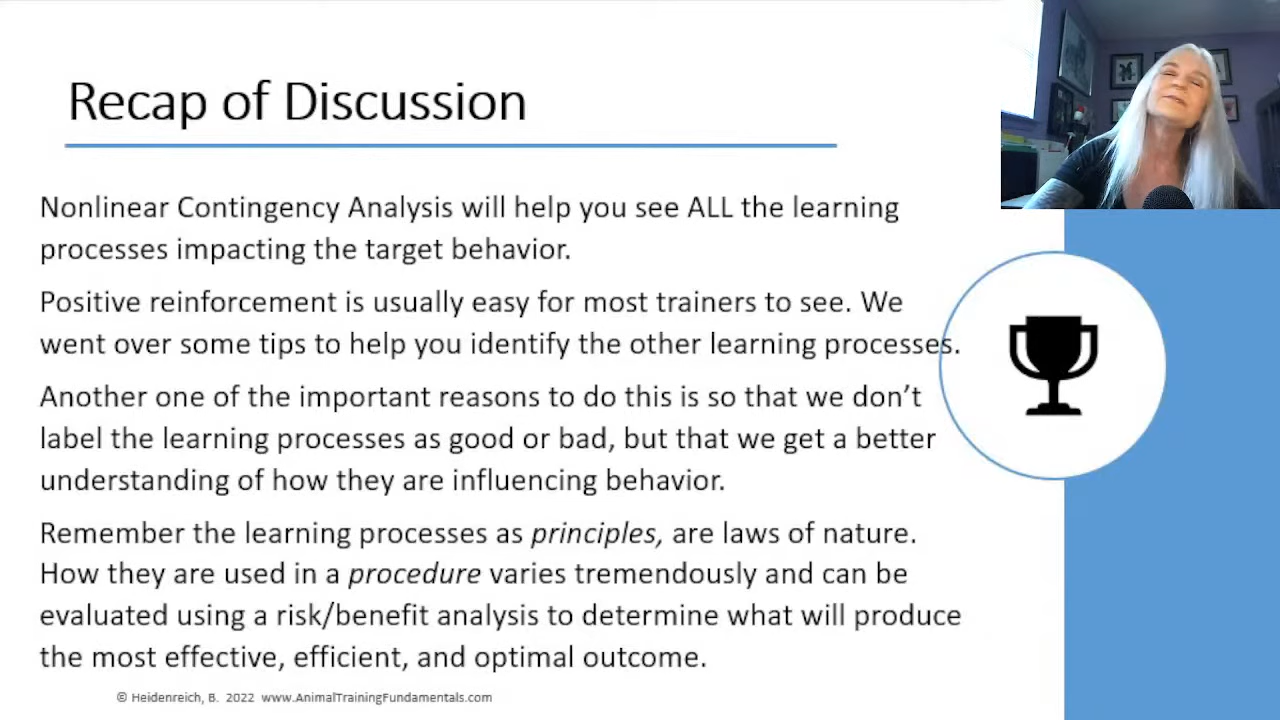 Recap of Discussion
Nonlinear Contingency Analysis will help you see ALL the learning
processes impacting the target behavior.
Positive reinforcement is usually easy for most trainers to see. We
went over some tips to help you identify the other learning processes.
Another one of the important reasons to do this is so that we don’t
label the learning processes as good or bad, but that we get a better
understanding of how they are influencing behavior.
Remember the learning processes as principles, are laws of nature.
How they are used in a procedure varies tremendously and can be
evaluated using a risk/benefit analysis to determine what will produce
the most effective, efficient, and optimal outcome.
© Heidenreich, B. 2022 www.AnimalTrainingFundamentals.com